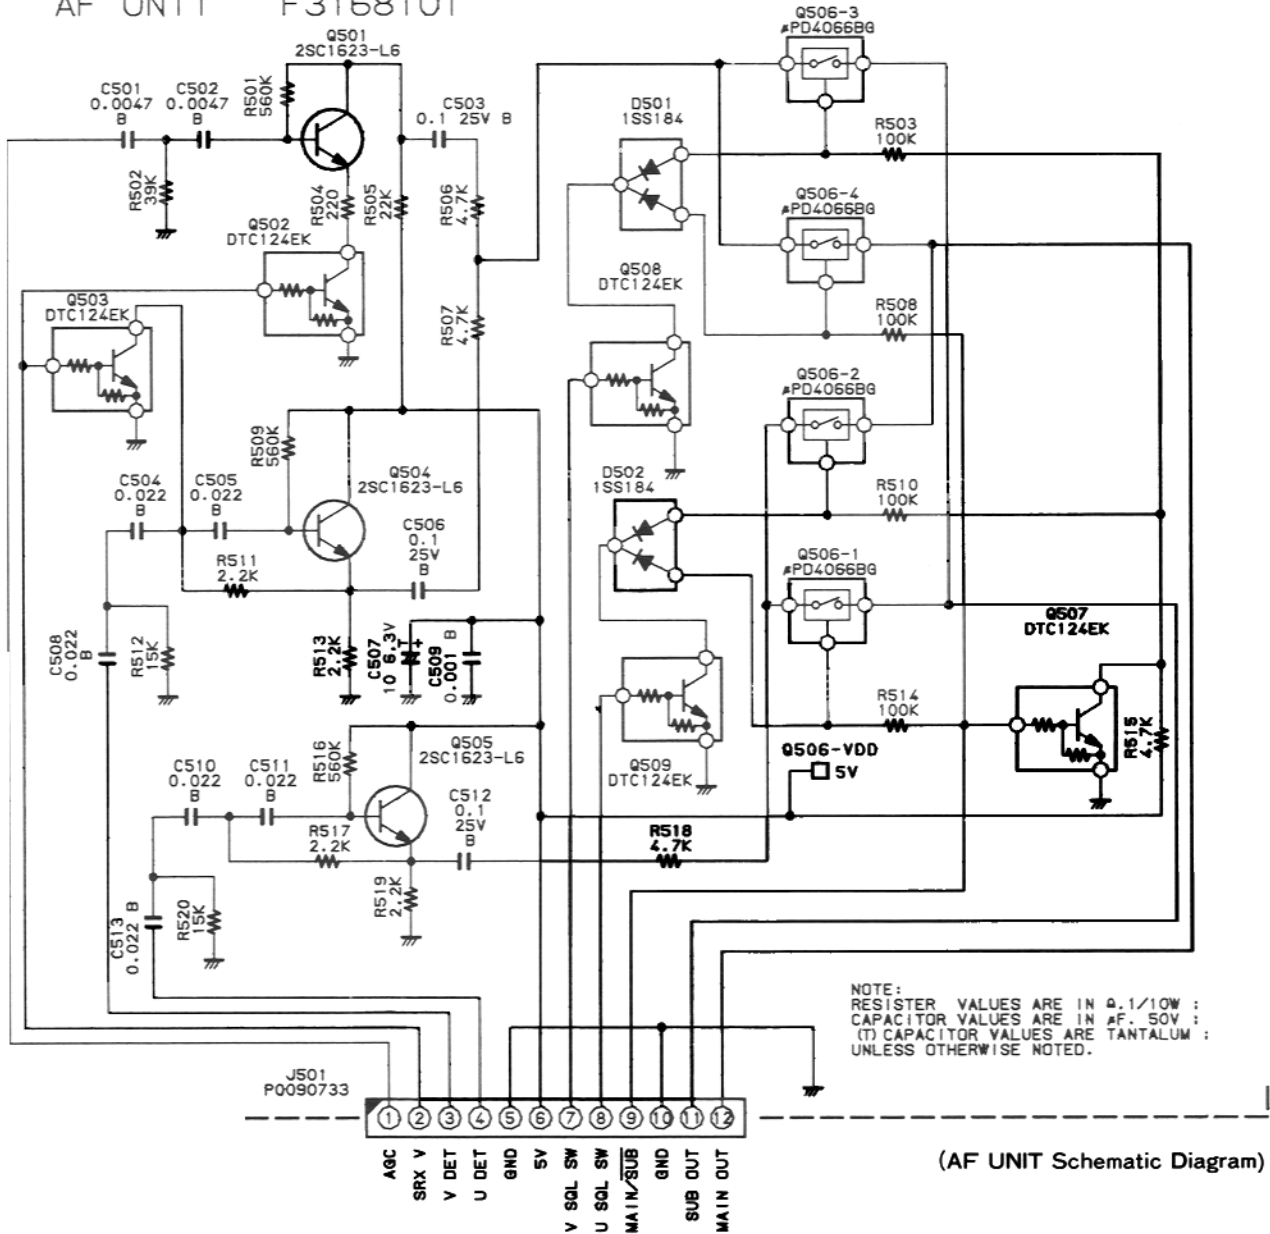 AF UNIT F3168101
Q501
2SC1623-L6
C501
0.0047
B
C502
0.0047
B
R501
560K
C503
0.1 25V B
R502
39K
R504
220
R505
22K
R506
4.7K
Q502
DTC124EK
Q503
DTC124EK
R507
4.7K
D501
1SS184
Q506-3
μPD4066BG
R503
100K
Q506-4
μPD4066BG
Q508
DTC124EK
R508
100K
Q506-2
μPD4066BG
R509
560K
Q504
2SC1623-L6
C504
0.022
B
C505
0.022
B
R511
2.2K
C506
0.1
25V
B
D502
1SS184
R510
100K
Q506-1
μPD4066BG
Q507
DTC124EK
C508
0.022
B
R512
15K
R513
2.2K
C507
10 6.3V
T
+
C509
0.001 B
R514
100K
R515
4.7K
Q506-VDD
5V
Q509
DTC124EK
R516
560K
Q505
2SC1623-L6
C510
0.022
B
C511
0.022
B
R517
2.2K
C512
0.1
25V
B
R518
4.7K
R519
2.2K
C513
0.022 B
R520
15K
NOTE:
RESISTER VALUES ARE IN Ω.1/10W ;
CAPACITOR VALUES ARE IN μF. 50V ;
(T) CAPACITOR VALUES ARE TANTALUM ;
UNLESS OTHERWISE NOTED.
J501
P0090733
1 2 3 4 5 6 7 8 9 10 11 12
AGC
SRX V
V DET
U DET
GND
5V
V SQL SW
U SQL SW
MAIN/SUB
GND
SUB OUT
MAIN OUT
(AF UNIT Schematic Diagram)